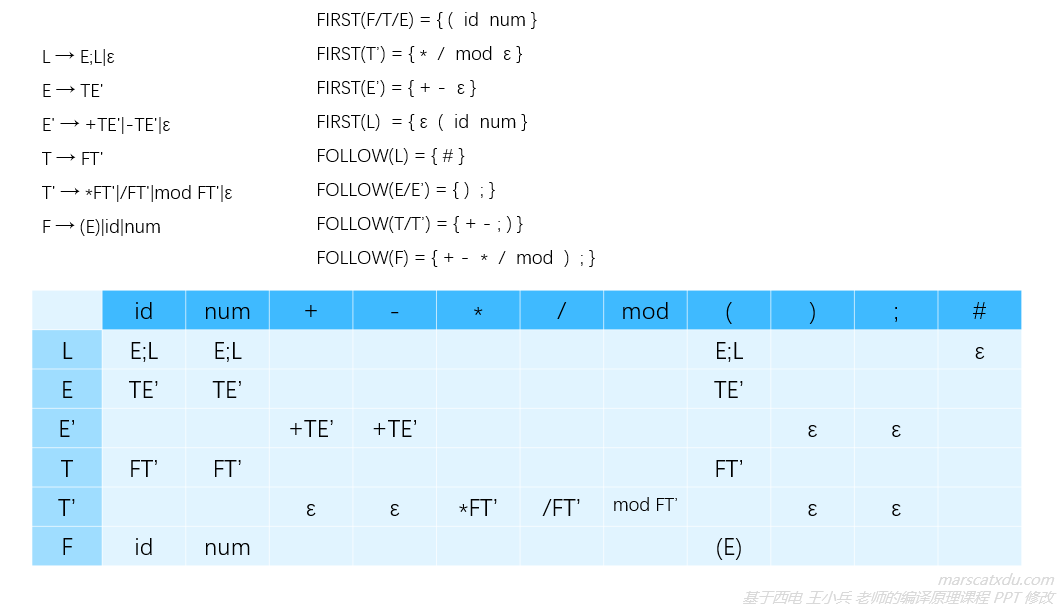 L → E;L|ε
E → TE'
E' → +TE'|-TE'|ε
T → FT'
T' → *FT'|/FT'|mod FT'|ε
F → (E)|id|num
FIRST(F/T/E) = { ( id num }
FIRST(T') = { * / mod ε }
FIRST(E') = { + - ε }
FIRST(L) = { ε ( id num }
FOLLOW(L) = { # }
FOLLOW(E/E') = { ) ; }
FOLLOW(T/T') = { + - ; ) }
FOLLOW(F) = { + - * / mod ) ; }
id num + - * / mod ( ) ; #
L E;L E;L E;L ε
E TE' TE' TE'
E' +TE' +TE' ε ε
T FT' FT' FT'
T' ε ε *FT' /FT' mod FT' ε ε
F id num (E)
marscatxdu.com
基于西电 王小兵 老师的编译原理课程 PPT 修改